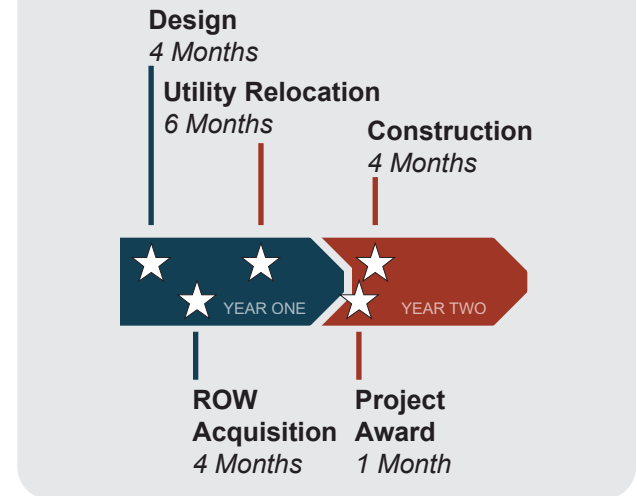 Design
4 Months
Utility Relocation
6 Months
Construction
4 Months
YEAR ONE
YEAR TWO
ROW
Acquisition
4 Months
Project
Award
1 Month